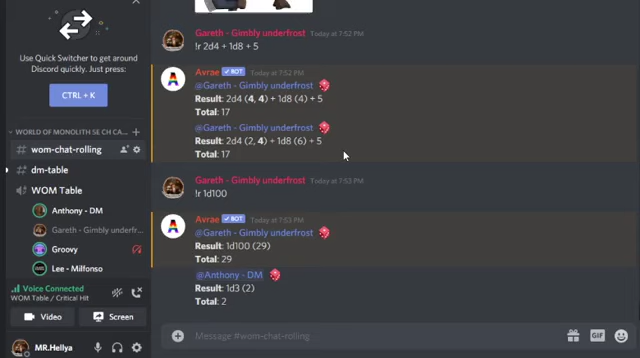 Use Quick Switcher to get around
Discord quickly. Just press:
CTRL + K
WORLD OF MONOLITH SE CH CA...
wom-chat-rolling
dm-table
WOM Table
Anthony - DM
Gareth - Gimbly underfr...
Groovy
Lee - Milfonso
Voice Connected
WOM Table / Critical Hit
Video
Screen
MR.Hellya
Gareth - Gimbly underfrost Today at 7:52 PM
!r 2d4 + 1d8 + 5
Avrae BOT Today at 7:52 PM
@Gareth - Gimbly underfrost
Result: 2d4 (4, 4) + 1d8 (4) + 5
Total: 17
@Gareth - Gimbly underfrost
Result: 2d4 (2, 4) + 1d8 (6) + 5
Total: 17
Gareth - Gimbly underfrost Today at 7:53 PM
!r 1d100
Avrae BOT Today at 7:53 PM
@Gareth - Gimbly underfrost
Result: 1d100 (29)
Total: 29
@Anthony - DM
Result: 1d3 (2)
Total: 2
Message #wom-chat-rolling
GIF